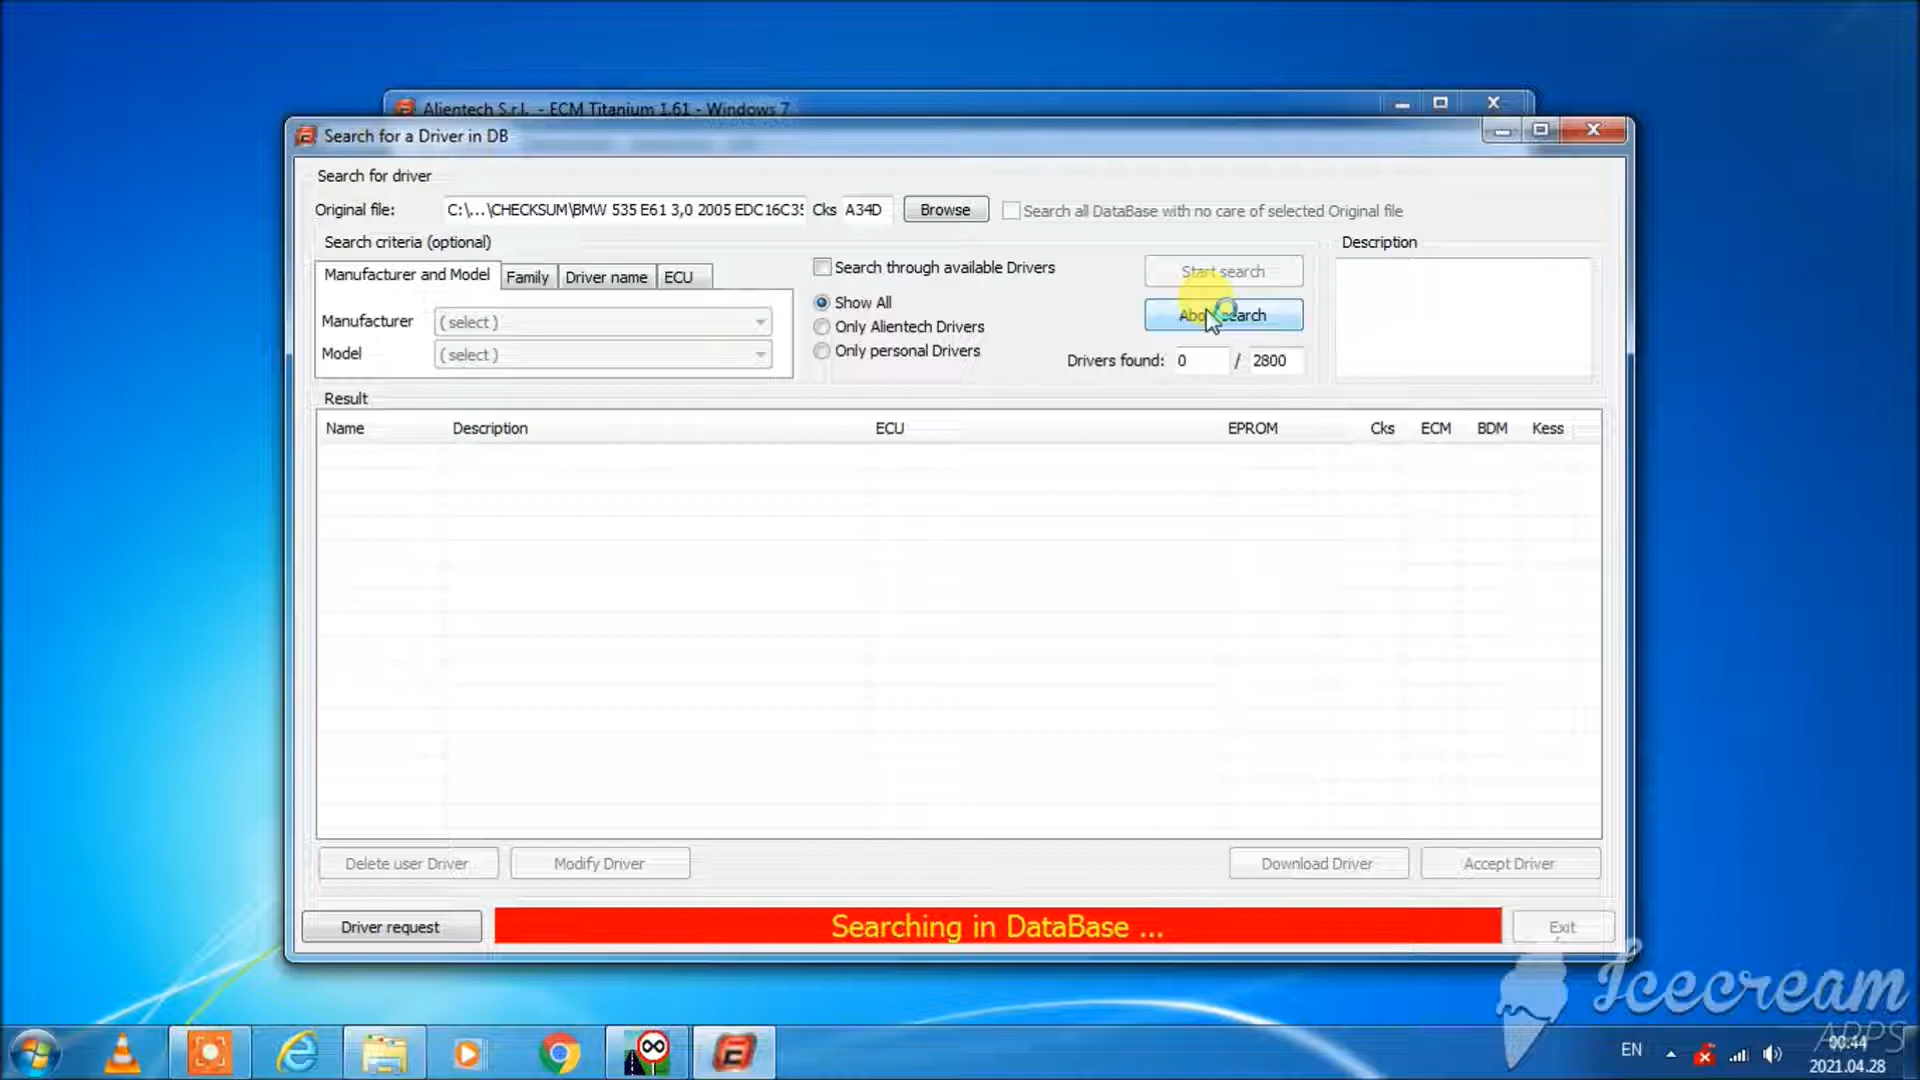 Alientech S.r.l. - ECM Titanium 1.61 - Windows 7
Search for a Driver in DB
Search for driver
Original file: C:\...\CHECKSUM\BMW 535 E61 3,0 2005 EDC16C35 Cks A34D Browse Search all DataBase with no care of selected Original file
Search criteria (optional) Description
Manufacturer and Model Family Driver name ECU Search through available Drivers Start search
Manufacturer ( select ) Show All search
Only Alientech Drivers
Model ( select ) Only personal Drivers Drivers found: 0 / 2800
Result
Name Description ECU EPROM Cks ECM BDM Kess
Delete user Driver Modify Driver Download Driver Accept Driver
Driver request Searching in DataBase ... Exit
Icecream
APPS
EN 00:44
2021.04.28